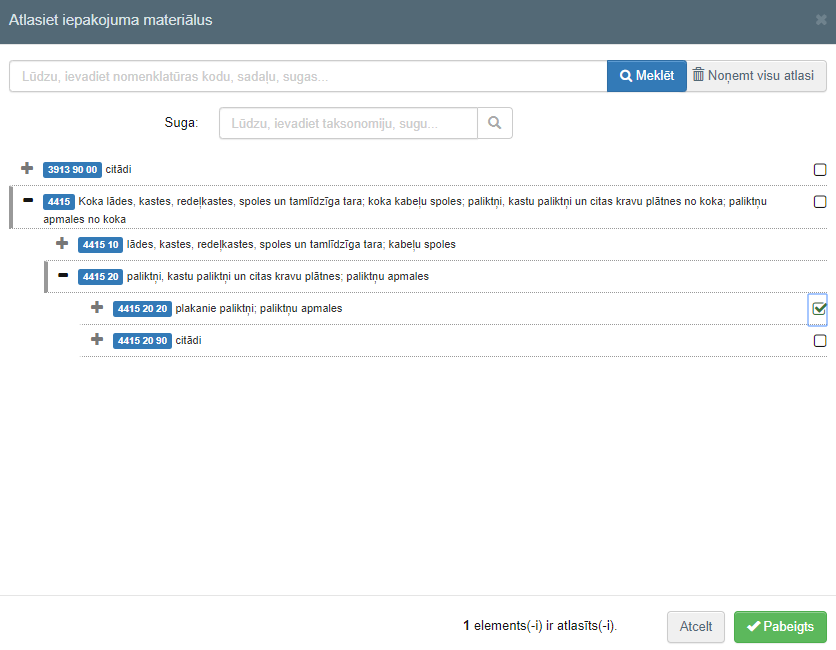 Atlasiet iepakojuma materiālus
Lūdzu, ievadiet nomenklatūras kodu, sadaļu, sugas...
Meklēt
Noņemt visu atlasi
Suga:
Lūdzu, ievadiet taksonomiju, sugu...
3913 90 00 citādi
4415 Koka lādes, kastes, redeļkastes, spoles un tamlīdzīga tara; koka kabeļu spoles; paliktņi, kastu paliktņi un citas kravu plātnes no koka; paliktņu
apmales no koka
4415 10 lādes, kastes, redeļkastes, spoles un tamlīdzīga tara; kabeļu spoles
4415 20 paliktņi, kastu paliktņi un citas kravu plātnes; paliktņu apmales
4415 20 20 plakanie paliktņi; paliktņu apmales
4415 20 90 citādi
1 elements(-i) ir atlasīts(-i).
Atcelt
Pabeigts